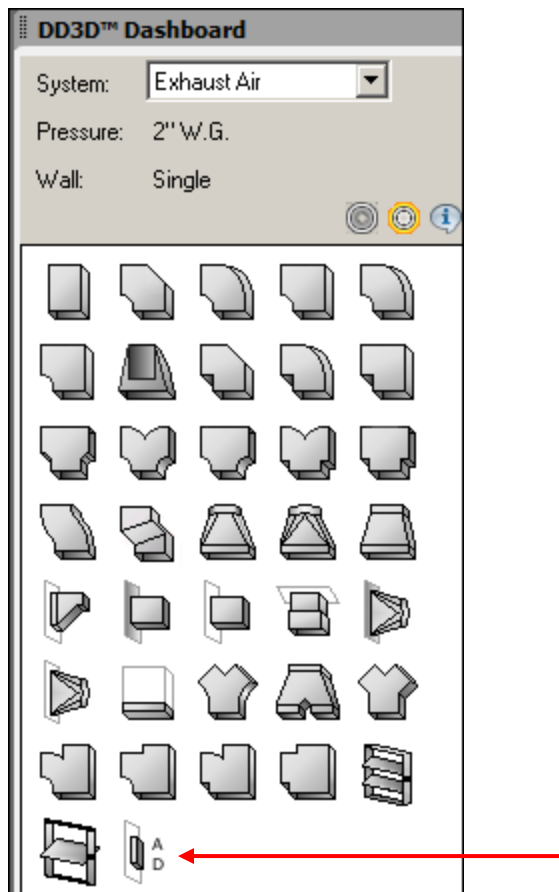 DD3D™ Dashboard
System: Exhaust Air
Pressure: 2" W.G.
Wall: Single
A
D